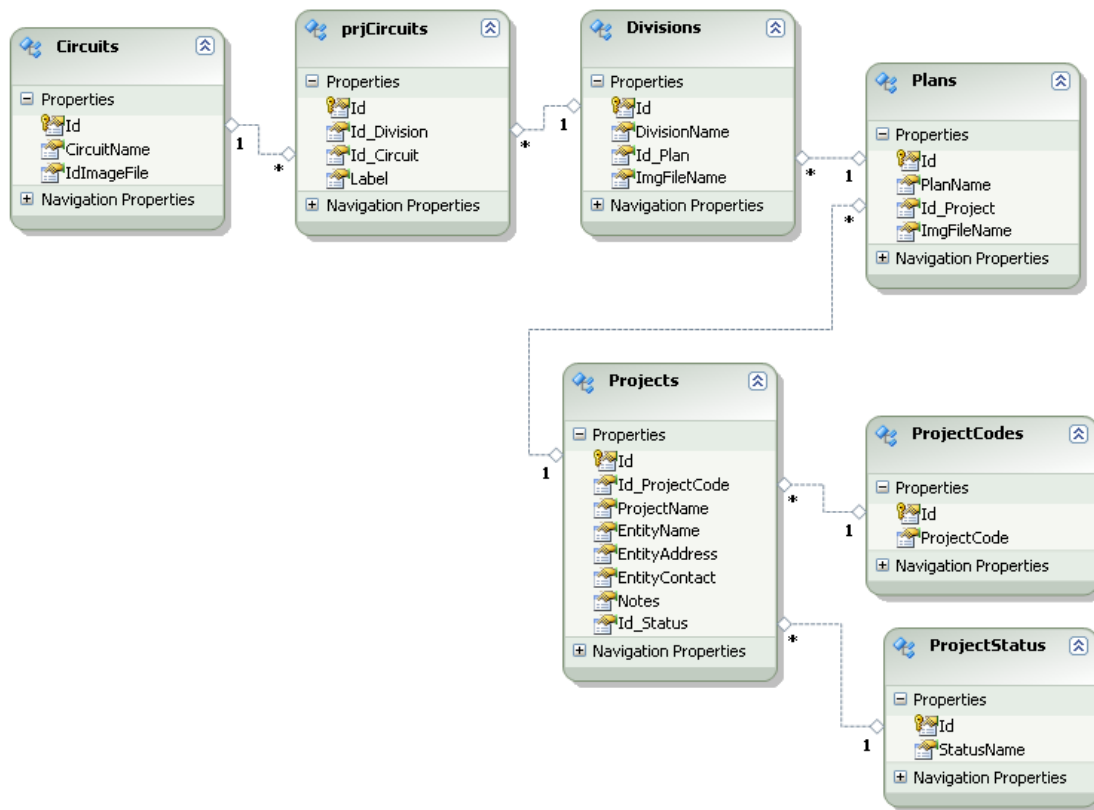 Circuits
Properties
Id
CircuitName
IdImageFile
Navigation Properties
1
*
prjCircuits
Properties
Id
Id_Division
Id_Circuit
Label
Navigation Properties
*
1
Divisions
Properties
Id
DivisionName
Id_Plan
ImgFileName
Navigation Properties
*
1
Plans
Properties
Id
PlanName
Id_Project
ImgFileName
Navigation Properties
*
1
Projects
Properties
Id
Id_ProjectCode
ProjectName
EntityName
EntityAddress
EntityContact
Notes
Id_Status
Navigation Properties
*
1
ProjectCodes
Properties
Id
ProjectCode
Navigation Properties
*
1
ProjectStatus
Properties
Id
StatusName
Navigation Properties